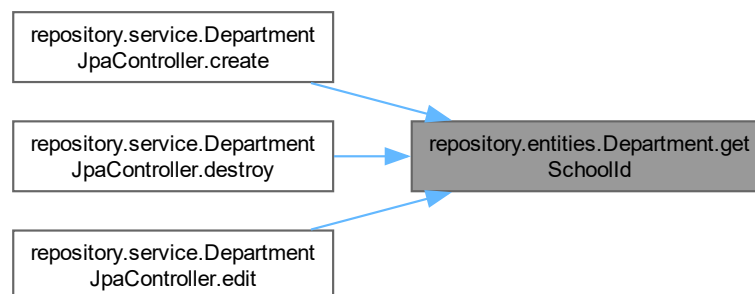 repository.service.Department
JpaController.create
repository.service.Department
JpaController.destroy
repository.entities.Department.get
SchoolId
repository.service.Department
JpaController.edit